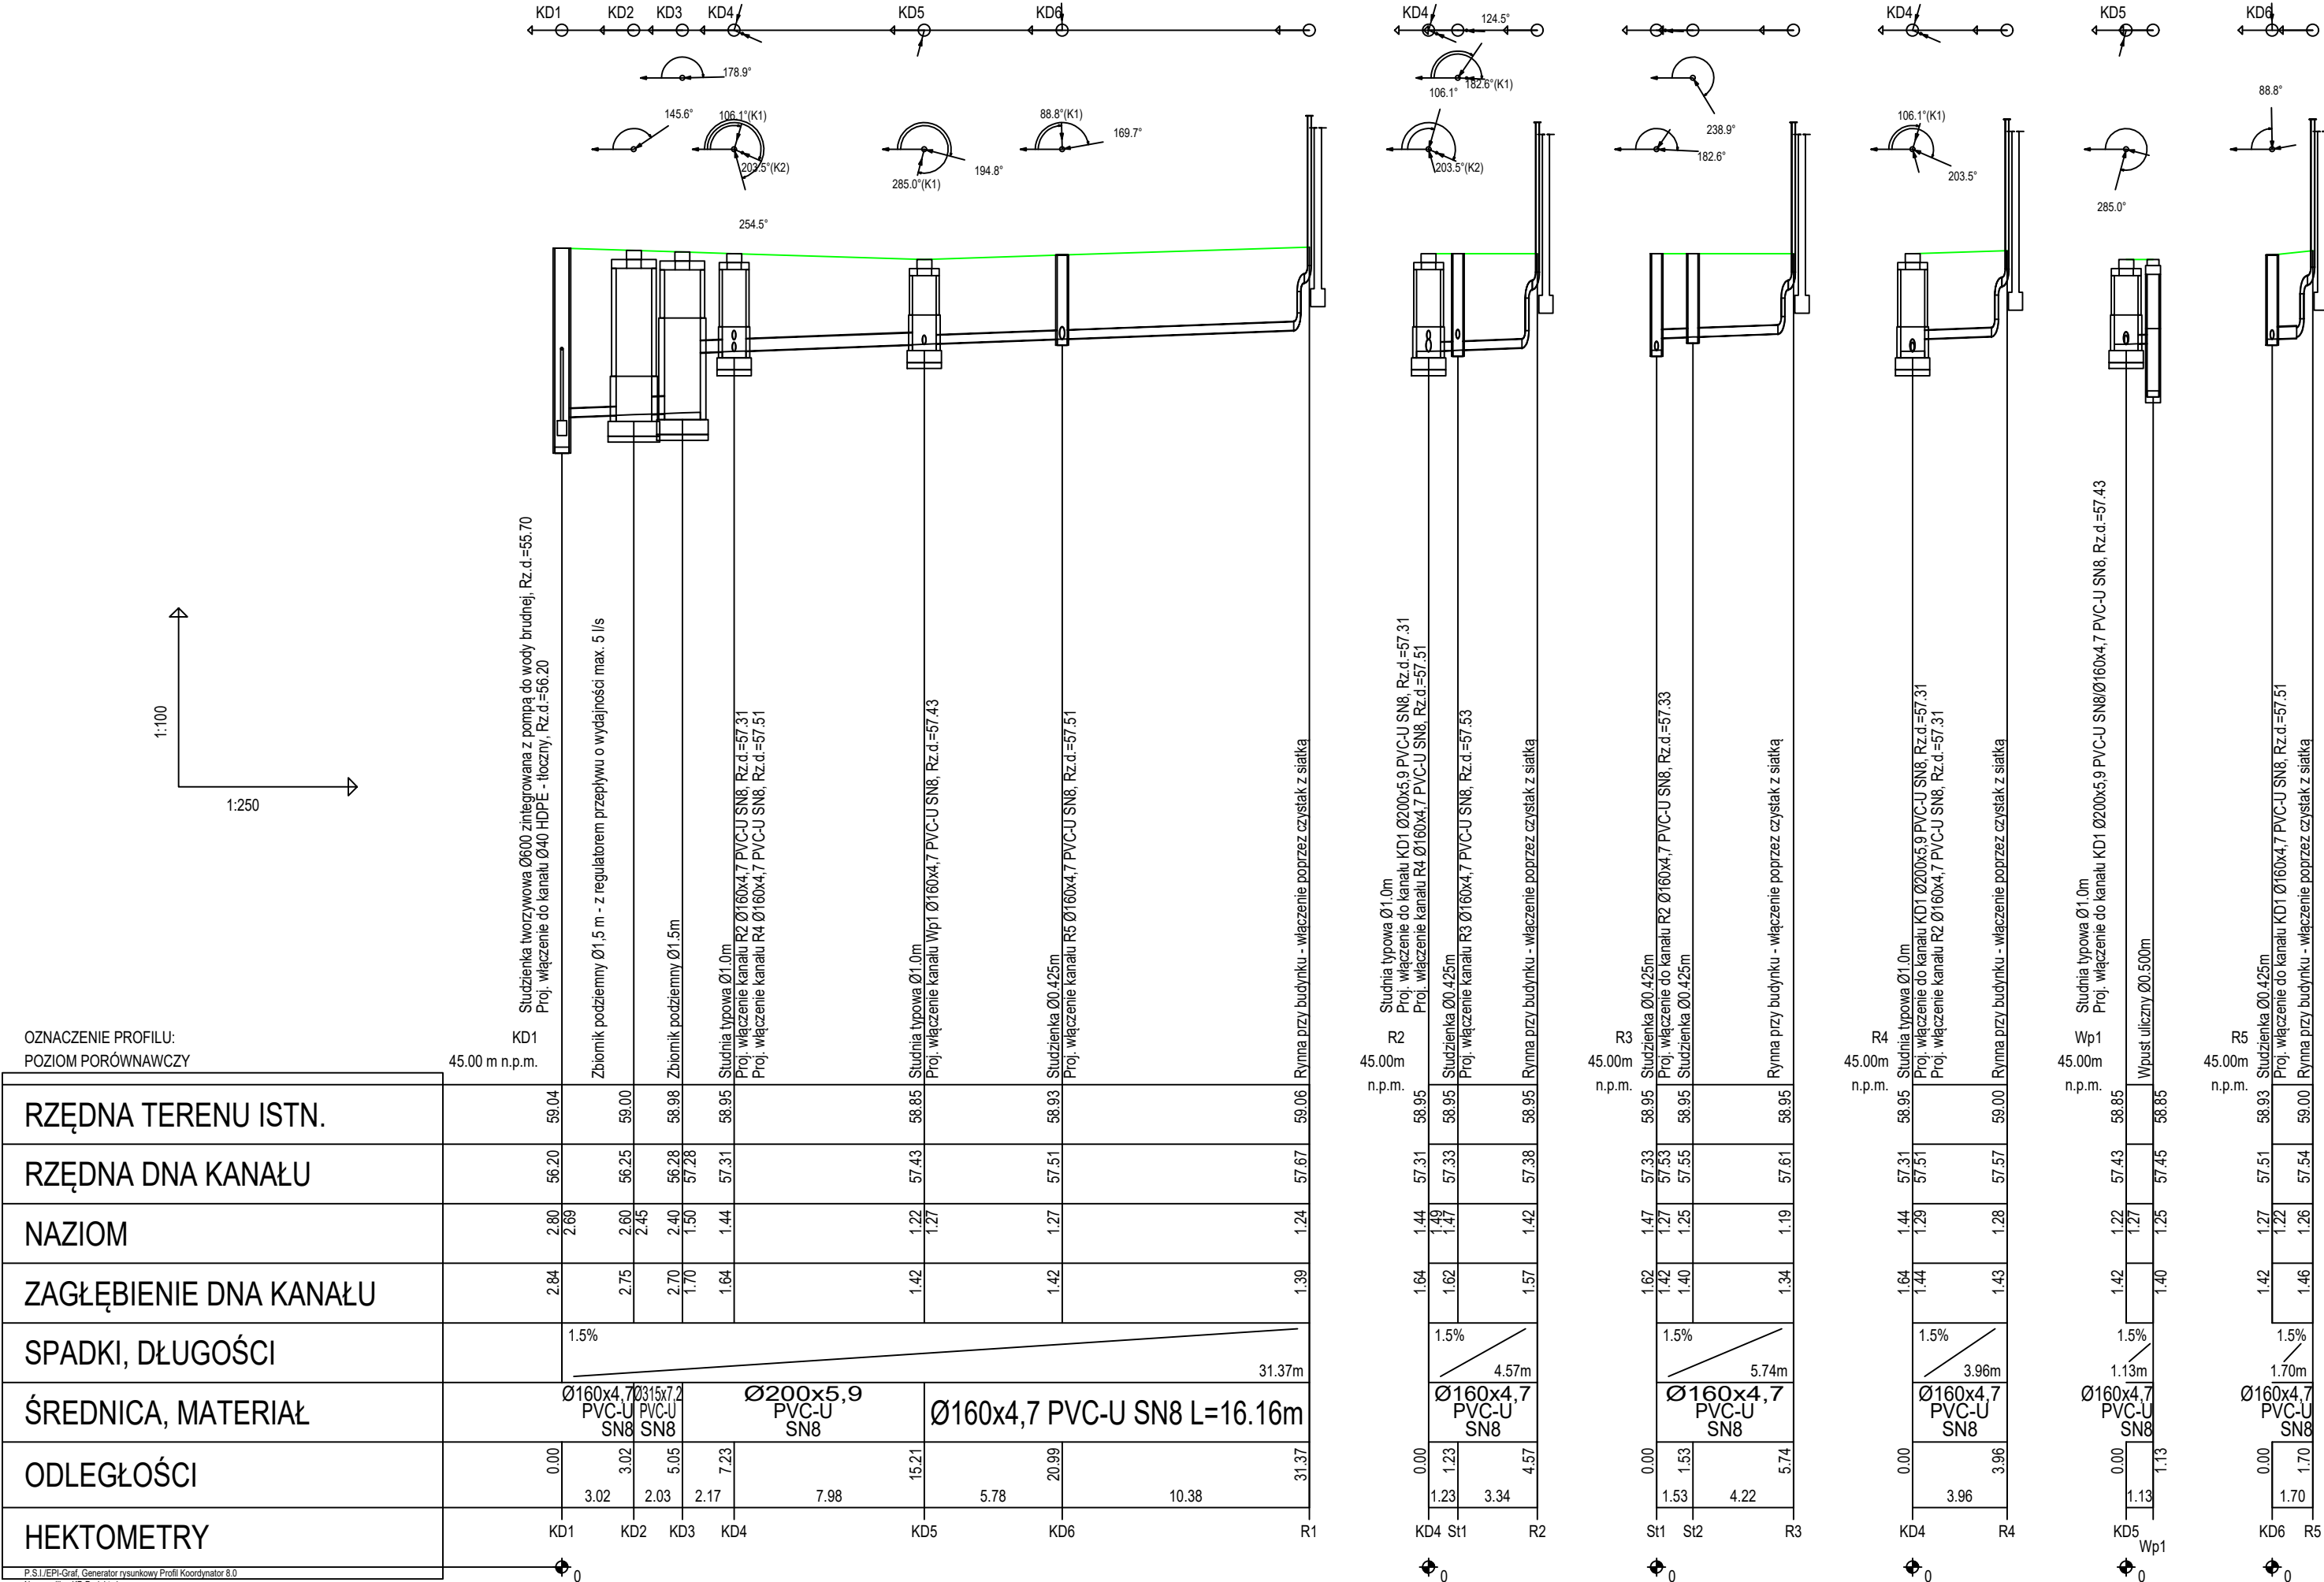 KD1 KD2 KD3 KD4 KD5 KD6 KD4 KD4 KD5 KD6
124.5°
178.9°
182.6°(K1)
106.1°
88.8°
145.6°
106.1°(K1)
88.8°(K1)
169.7°
238.9°
106.1°(K1)
203.5°(K2)
285.0°(K1)
194.8°
203.5°(K2)
182.6°
203.5°
285.0°
254.5°
1:100
1:250
Studzienka tworzywowa Ø600 zintegrowana z pompą do wody brudnej, Rz.d.=55.70
Proj. włączenie do kanału Ø40 HDPE - tłoczny, Rz.d.=56.20
Zbiornik podziemny Ø1,5 m - z regulatorem przepływu o wydajności max. 5 l/s
Zbiornik podziemny Ø1.5m
Studnia typowa Ø1.0m
Proj. włączenie kanału R2 Ø160x4,7 PVC-U SN8, Rz.d.=57.31
Proj. włączenie kanału R4 Ø160x4,7 PVC-U SN8, Rz.d.=57.51
Studnia typowa Ø1.0m
Proj. włączenie kanału Wp1 Ø160x4,7 PVC-U SN8, Rz.d.=57.43
Studzienka Ø0.425m
Proj. włączenie kanału R5 Ø160x4,7 PVC-U SN8, Rz.d.=57.51
Rynna przy budynku - włączenie poprzez czystak z siatką
Studnia typowa Ø1.0m
Proj. włączenie do kanału KD1 Ø200x5,9 PVC-U SN8, Rz.d.=57.31
Proj. włączenie kanału R4 Ø160x4,7 PVC-U SN8, Rz.d.=57.51
Studzienka Ø0.425m
Proj. włączenie kanału R3 Ø160x4,7 PVC-U SN8, Rz.d.=57.53
Rynna przy budynku - włączenie poprzez czystak z siatką
Studzienka Ø0.425m
Proj. włączenie do kanału R2 Ø160x4,7 PVC-U SN8, Rz.d.=57.33
Studzienka Ø0.425m
Rynna przy budynku - włączenie poprzez czystak z siatką
Studnia typowa Ø1.0m
Proj. włączenie do kanału KD1 Ø200x5,9 PVC-U SN8, Rz.d.=57.31
Proj. włączenie kanału R2 Ø160x4,7 PVC-U SN8, Rz.d.=57.31
Rynna przy budynku - włączenie poprzez czystak z siatką
Studnia typowa Ø1.0m
Proj. włączenie do kanału KD1 Ø200x5,9 PVC-U SN8/Ø160x4,7 PVC-U SN8, Rz.d.=57.43
Wpust uliczny Ø0.500m
Studzienka Ø0.425m
Proj. włączenie do kanału KD1 Ø160x4,7 PVC-U SN8, Rz.d.=57.51
Rynna przy budynku - włączenie poprzez czystak z siatką
OZNACZENIE PROFILU: KD1 R2 R3 R4 Wp1 R5
POZIOM PORÓWNAWCZY 45.00 m n.p.m. 45.00m 45.00m 45.00m 45.00m 45.00m
n.p.m. n.p.m. n.p.m. n.p.m. n.p.m.
RZĘDNA TERENU ISTN. 59.04 59.00 58.98 58.95 58.85 58.93 59.06 58.95 58.95 58.95 58.95 58.95 58.95 58.95 59.00 58.85 58.85 58.93 59.00
RZĘDNA DNA KANAŁU 56.20 56.25 56.28 57.28 57.31 57.43 57.51 57.67 57.31 57.33 57.38 57.33 57.53 57.55 57.61 57.31 57.51 57.57 57.43 57.45 57.51 57.54
NAZIOM 2.80 2.69 2.60 2.45 2.40 1.50 1.44 1.22 1.27 1.27 1.24 1.44 1.49 1.47 1.42 1.47 1.27 1.25 1.19 1.44 1.29 1.28 1.22 1.27 1.25 1.27 1.22 1.26
ZAGŁĘBIENIE DNA KANAŁU 2.84 2.75 2.70 1.70 1.64 1.42 1.42 1.39 1.64 1.62 1.57 1.62 1.42 1.40 1.34 1.64 1.44 1.43 1.42 1.40 1.42 1.46
SPADKI, DŁUGOŚCI 1.5% 31.37m 1.5% 4.57m 1.5% 5.74m 1.5% 3.96m 1.5% 1.13m 1.5% 1.70m
ŚREDNICA, MATERIAŁ Ø160x4,7 PVC-U SN8 Ø315x7,2 PVC-U SN8 Ø200x5,9 PVC-U SN8 Ø160x4,7 PVC-U SN8 L=16.16m Ø160x4,7 PVC-U SN8 Ø160x4,7 PVC-U SN8 Ø160x4,7 PVC-U SN8 Ø160x4,7 PVC-U SN8 Ø160x4,7 PVC-U SN8
ODLEGŁOŚCI 0.00 3.02 5.05 7.23 15.21 20.99 31.37 0.00 1.23 4.57 0.00 1.53 5.74 0.00 3.96 0.00 1.13 0.00 1.70
3.02 2.03 2.17 7.98 5.78 10.38 1.23 3.34 1.53 4.22 3.96 1.13 1.70
HEKTOMETRY KD1 KD2 KD3 KD4 KD5 KD6 R1 KD4 St1 R2 St1 St2 R3 KD4 R4 KD5 Wp1 KD6 R5
0 0 0 0 0 0
P.S.I./EPI-Graf, Generator rysunkowy Profil Koordynator 8.0